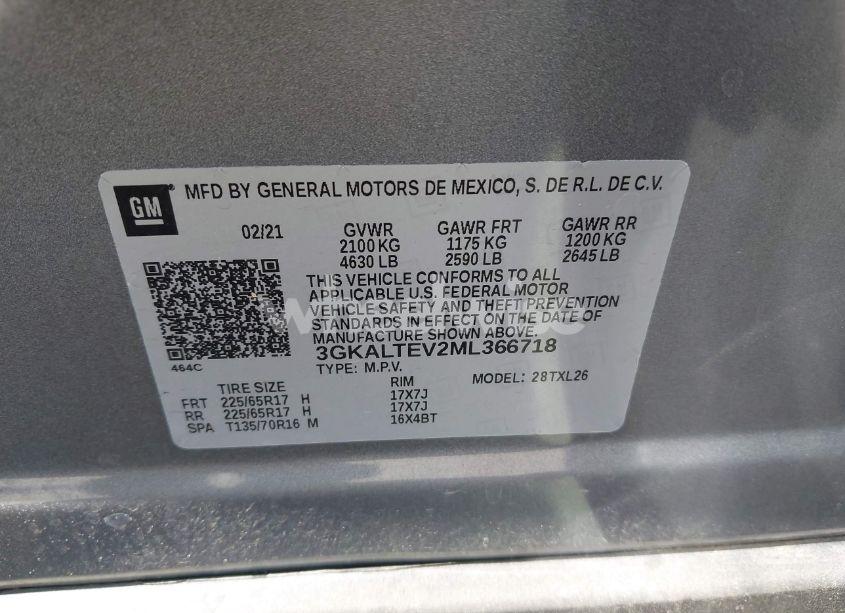 GM
MFD BY GENERAL MOTORS DE MEXICO, S. DE R.L. DE C.V.
02/21 GVWR GAWR FRT GAWR RR
2100 KG 1175 KG 1200 KG
4630 LB 2590 LB 2645 LB
THIS VEHICLE CONFORMS TO ALL
APPLICABLE U.S. FEDERAL MOTOR
VEHICLE SAFETY AND THEFT PREVENTION
STANDARDS IN EFFECT ON THE DATE OF
MANUFACTURE SHOWN ABOVE.
464C
3GKALTEV2ML366718
TYPE: M.P.V. MODEL: 28TXL26
TIRE SIZE RIM
FRT 225/65R17 H 17X7J
RR 225/65R17 H 17X7J
SPA T135/70R16 M 16X4BT